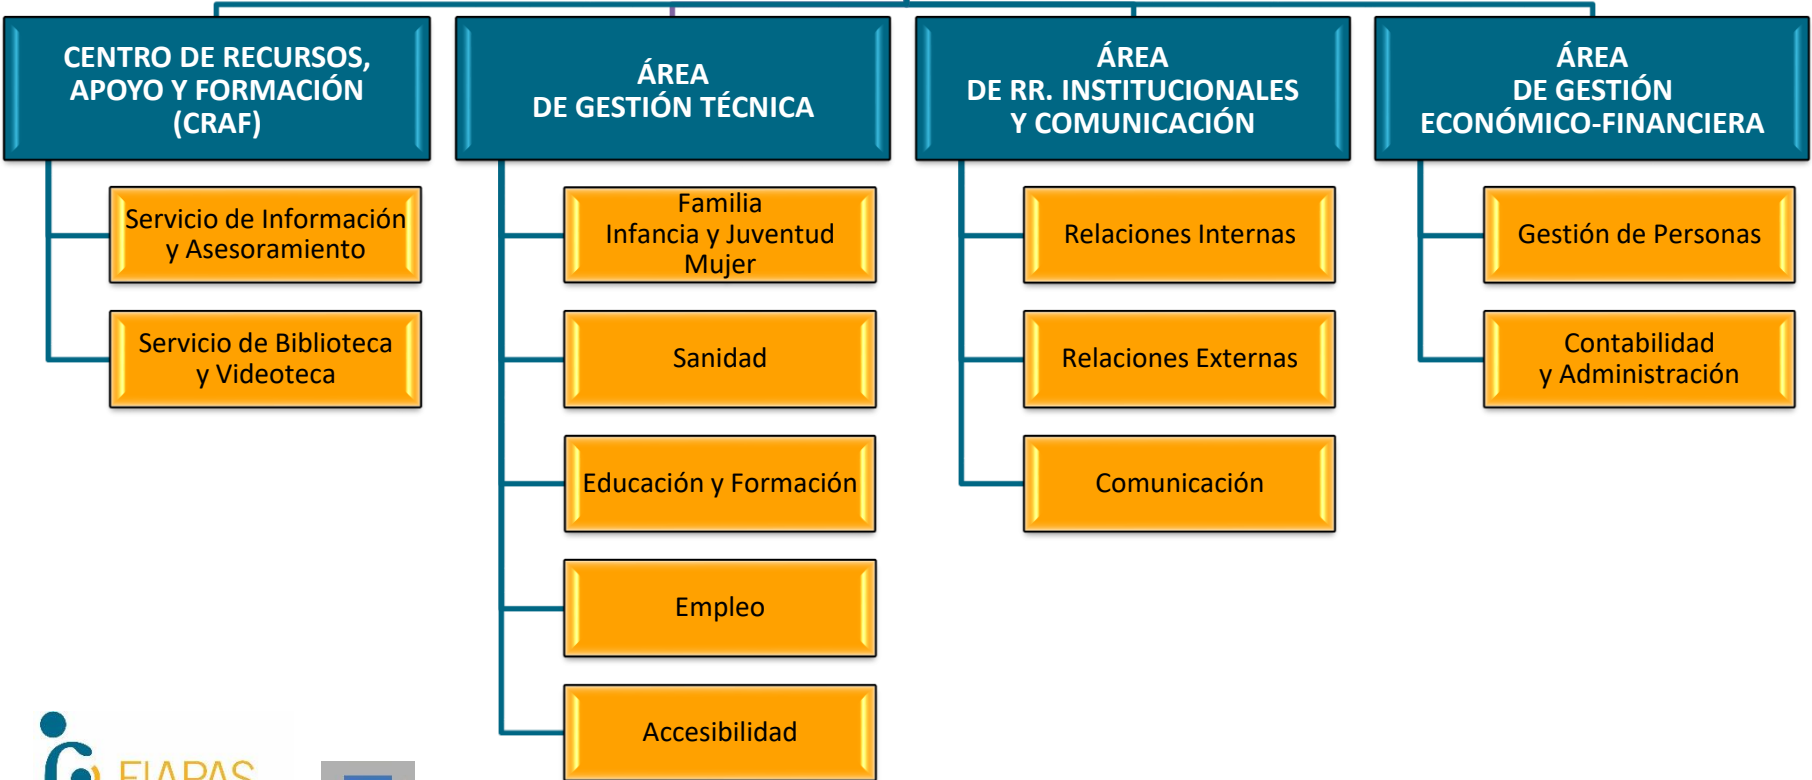 CENTRO DE RECURSOS,
APOYO Y FORMACIÓN
(CRAF)
Servicio de Información
y Asesoramiento
Servicio de Biblioteca
y Videoteca
ÁREA
DE GESTIÓN TÉCNICA
Familia
Infancia y Juventud
Mujer
Sanidad
Educación y Formación
Empleo
Accesibilidad
ÁREA
DE RR. INSTITUCIONALES
Y COMUNICACIÓN
Relaciones Internas
Relaciones Externas
Comunicación
ÁREA
DE GESTIÓN
ECONÓMICO-FINANCIERA
Gestión de Personas
Contabilidad
y Administración
FIAPAS